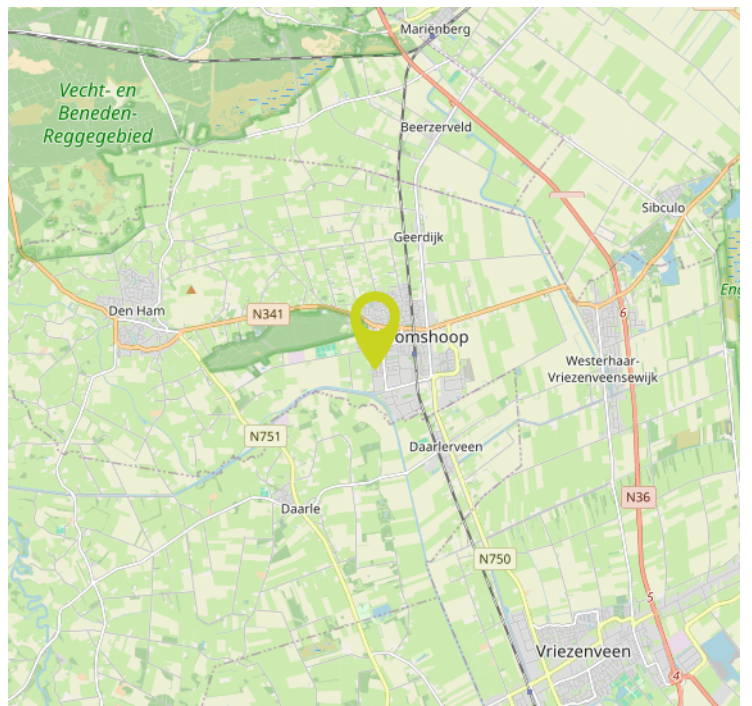 Mariënberg
Vecht- en
Beneden-
Reggegebied
Beerzerveld
Sibculo
Geerdijk
Den Ham
N341
6
omshoop
Westerhaar-
Vriezenveensewijk
N751
Daarlerveen
N36
Daarle
N750
5
Vriezenveen
4